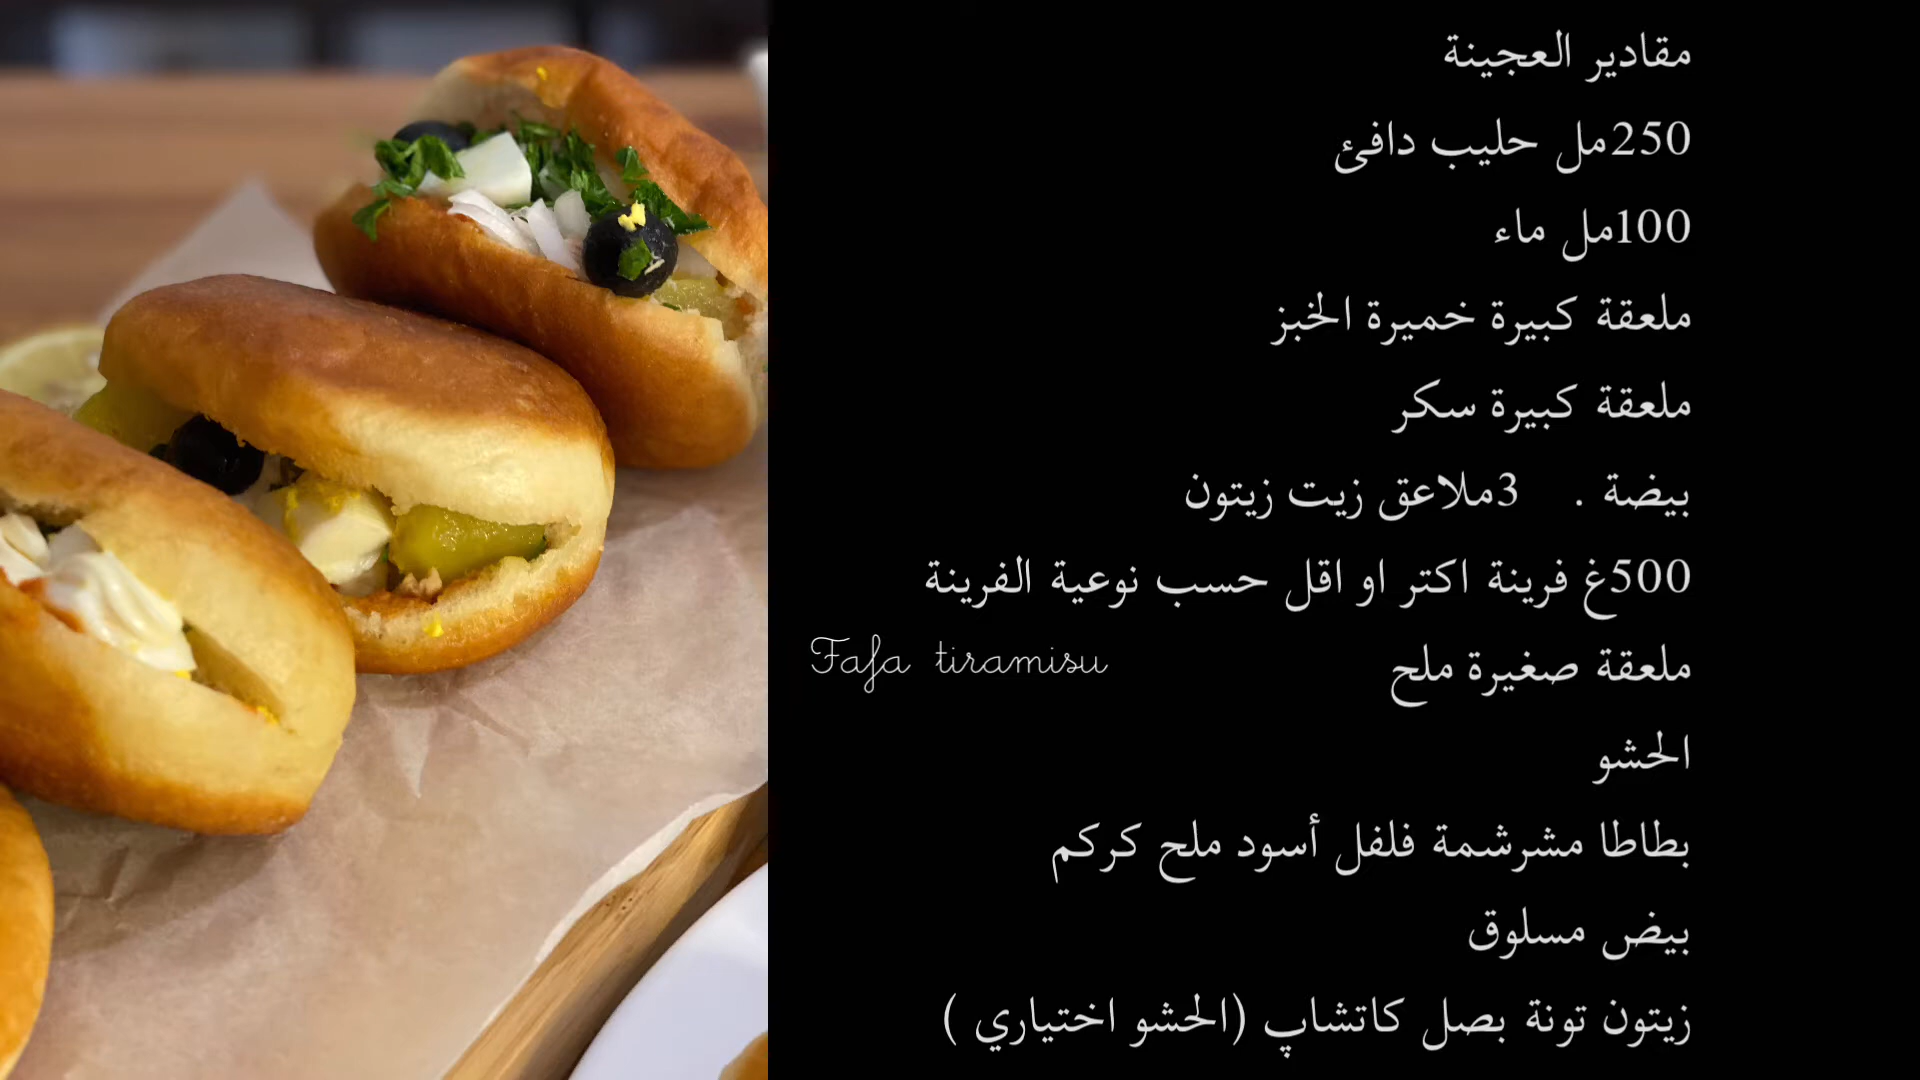 مقادير العجينة
250مل حليب دافئ
100مل ماء
ملعقة كبيرة خميرة الخبز
ملعقة كبيرة سكر
بيضة . 3ملاعق زيت زيتون
500غ فرينة اكتر او اقل حسب نوعية الفرينة
ملعقة صغيرة ملح
Fafa tiramisu
الحشو
بطاطا مشرشمة فلفل أسود ملح كركم
بيض مسلوق
زيتون تونة بصل كاتشاپ (الحشو اختياري )